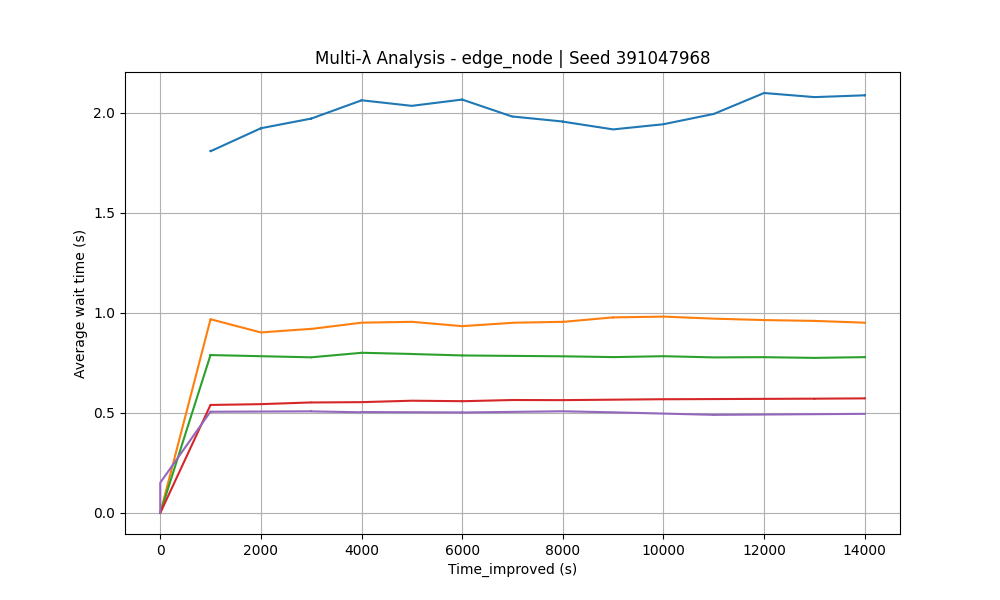 Multi-λ Analysis - edge_node | Seed 391047968
Average wait time (s)
2.0
1.5
1.0
0.5
0.0
0 2000 4000 6000 8000 10000 12000 14000
Time_improved (s)